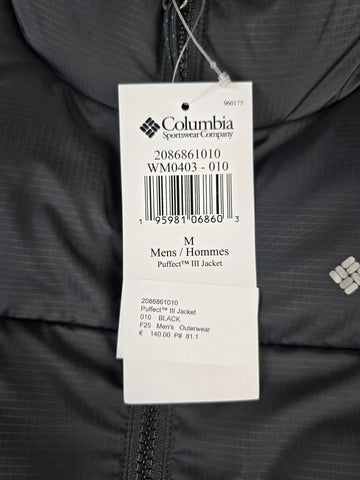 960175
Columbia
Sportswear Company
2086861010
WM0403 - 010
1 95981 06860 3
M
Mens / Hommes
Puffect™ III Jacket
2086861010
Puffect™ III Jacket
010 BLACK
F25 Men's Outerwear
€ 140.00 P# 81.1